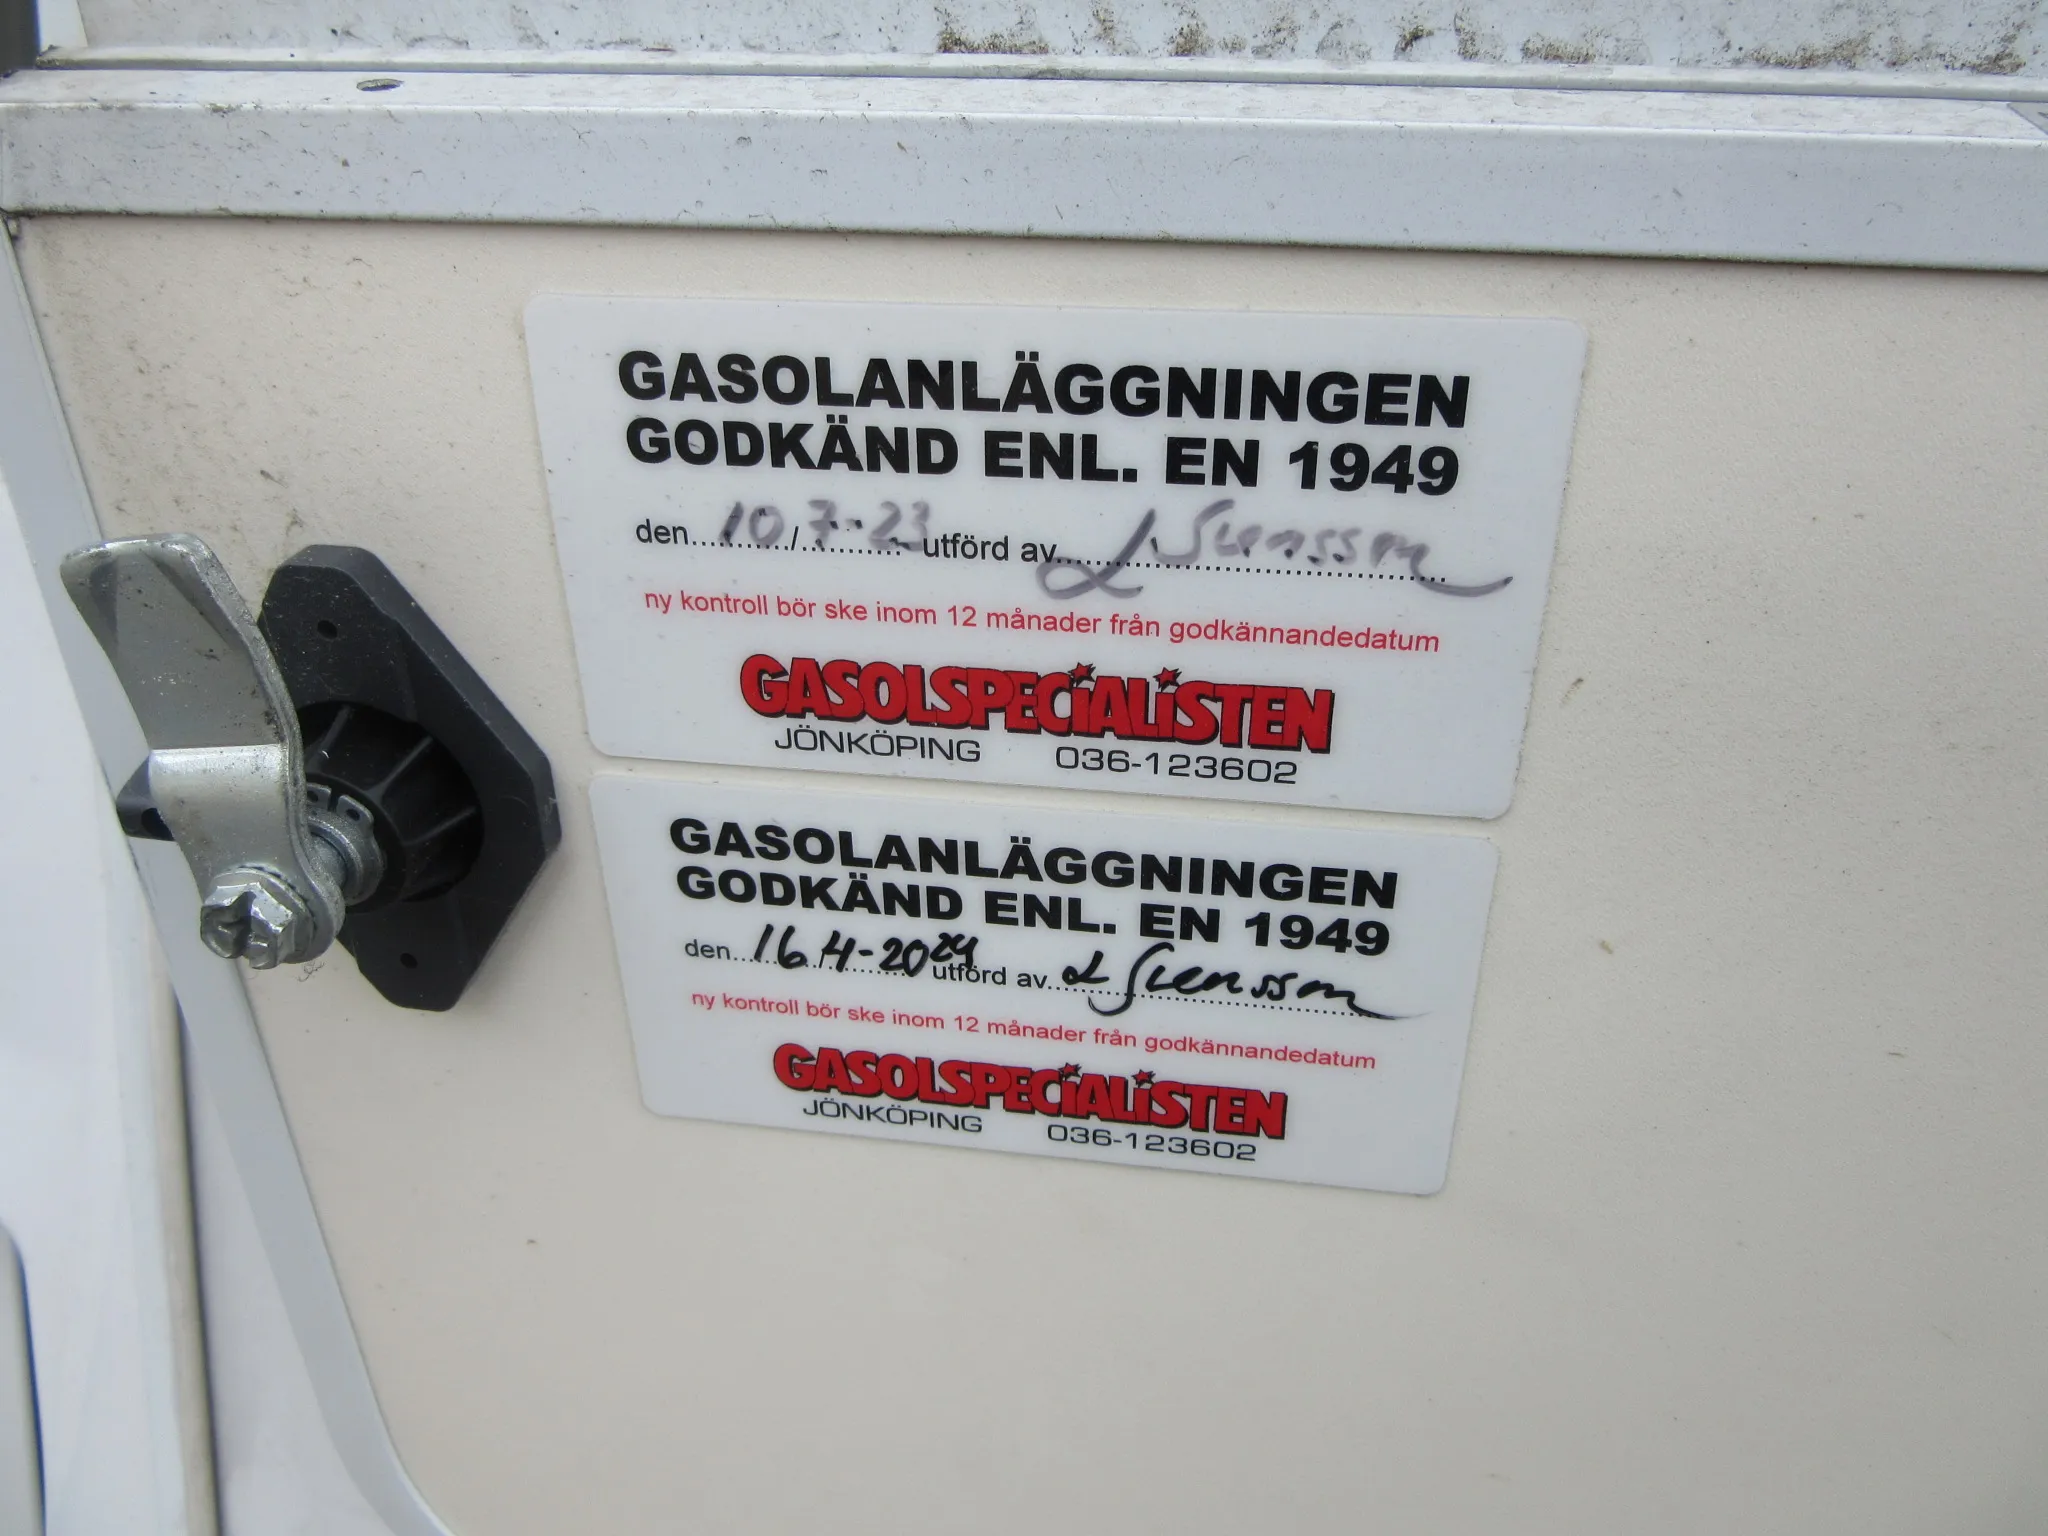 GASOLANLÄGGNINGEN
GODKÄND ENL. EN 1949
den 10/7-23 utförd av L Svensson
ny kontroll bör ske inom 12 månader från godkännandedatum
GASOLSPECIALISTEN
JÖNKÖPING 036-123602
GASOLANLÄGGNINGEN
GODKÄND ENL. EN 1949
den 16 4-2024 utförd av L Svensson
ny kontroll bör ske inom 12 månader från godkännandedatum
GASOLSPECIALISTEN
JÖNKÖPING 036-123602